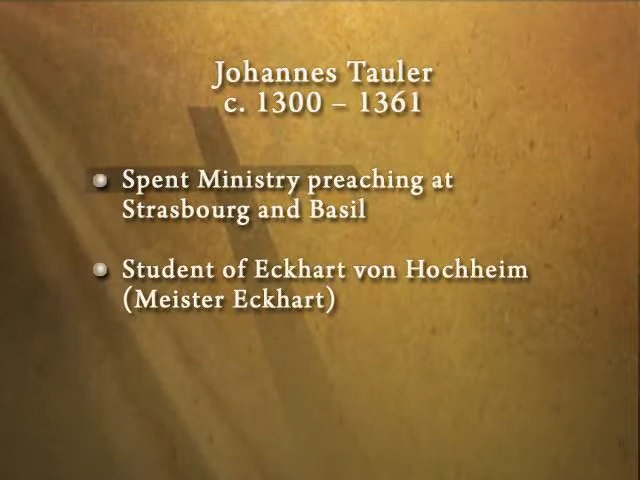 Johannes Tauler
c. 1300 – 1361
Spent Ministry preaching at
Strasbourg and Basil
Student of Eckhart von Hochheim
(Meister Eckhart)